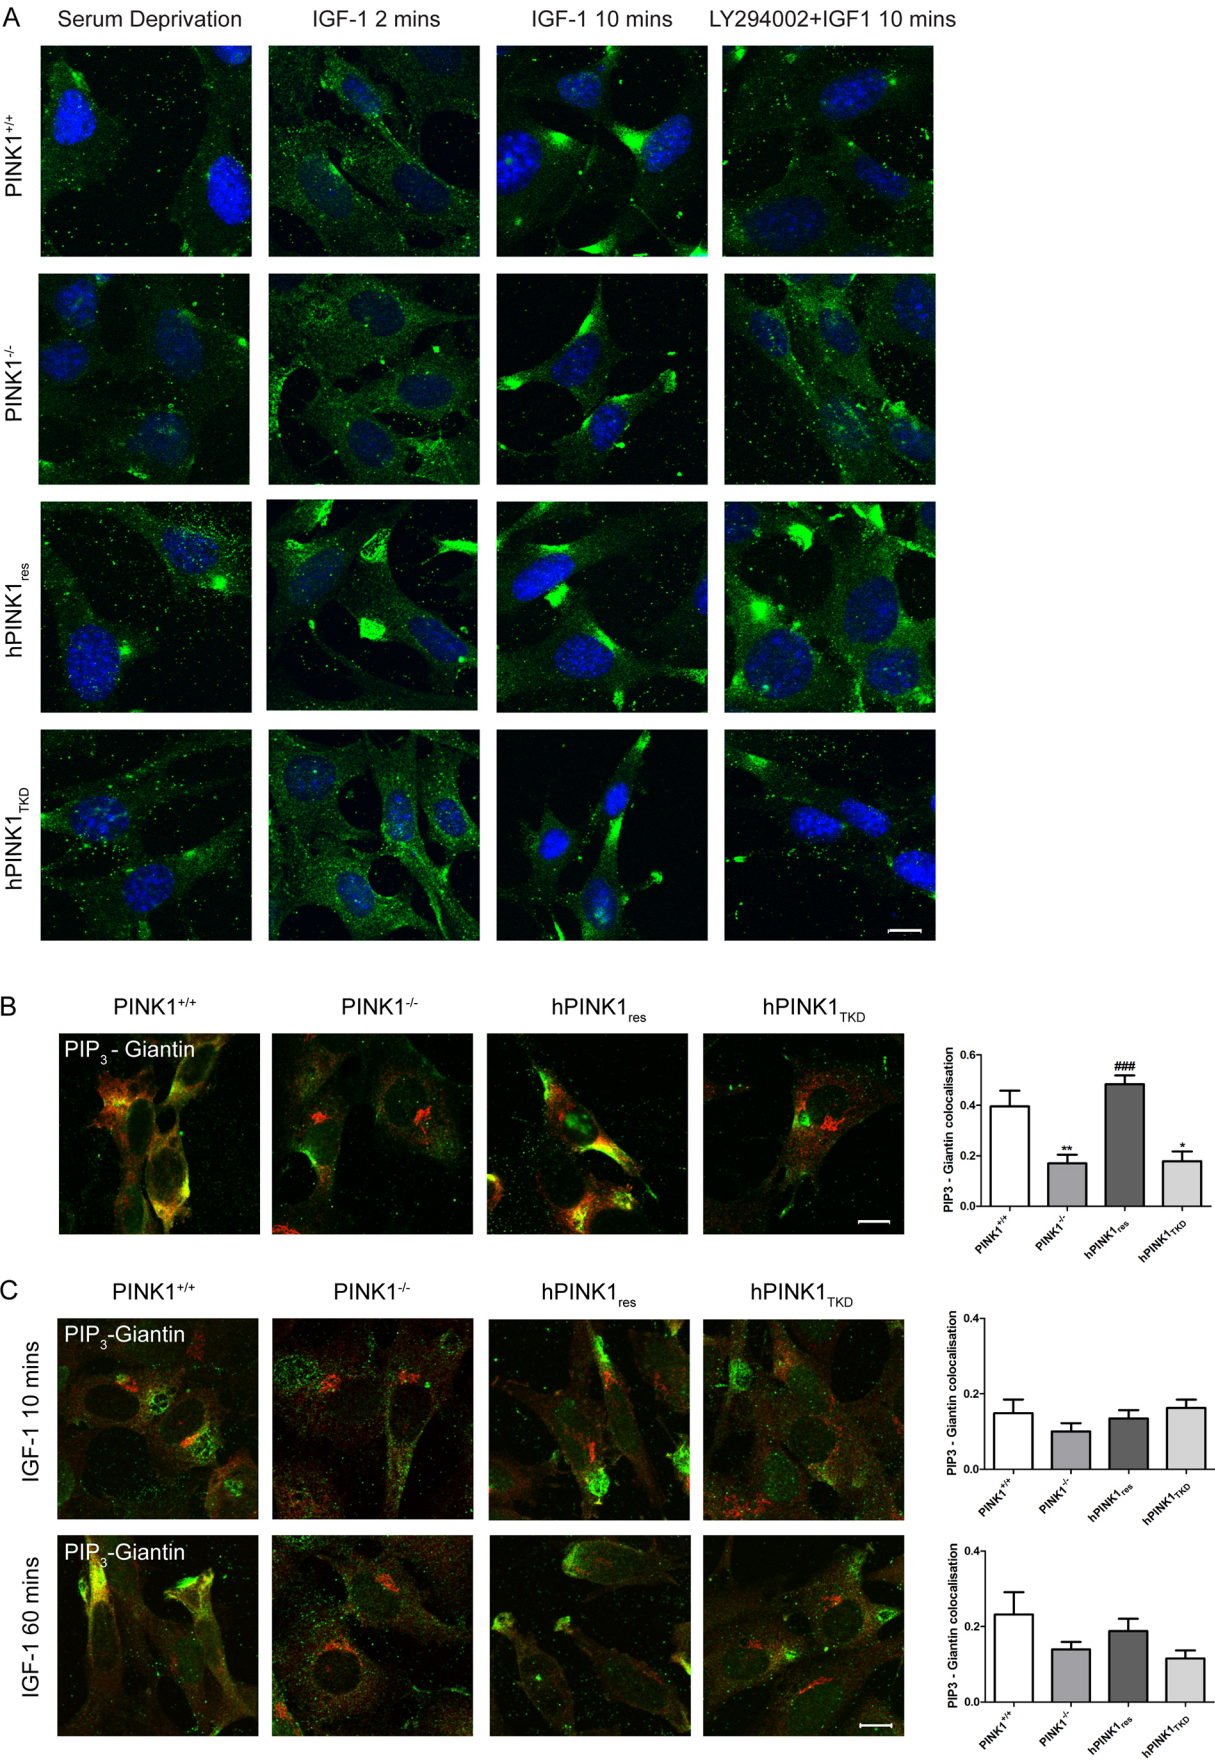 A
Serum Deprivation IGF-1 2 mins IGF-1 10 mins LY294002+IGF1 10 mins
PINK1+/+
PINK1-/-
hPINK1res
hPINK1TKD
B
PINK1+/+ PINK1-/- hPINK1res hPINK1TKD
PIP3 - Giantin
PIP3 - Giantin colocalisation
0.6
0.4
0.2
0.0
###
**
*
PINK1+/+ PINK1-/- hPINK1res hPINK1TKD
C
PINK1+/+ PINK1-/- hPINK1res hPINK1TKD
IGF-1 10 mins
PIP3-Giantin
PIP3 - Giantin colocalisation
0.4
0.2
0.0
PINK1+/+ PINK1-/- hPINK1res hPINK1TKD
IGF-1 60 mins
PIP3-Giantin
PIP3 - Giantin colocalisation
0.4
0.2
0.0
PINK1+/+ PINK1-/- hPINK1res hPINK1TKD